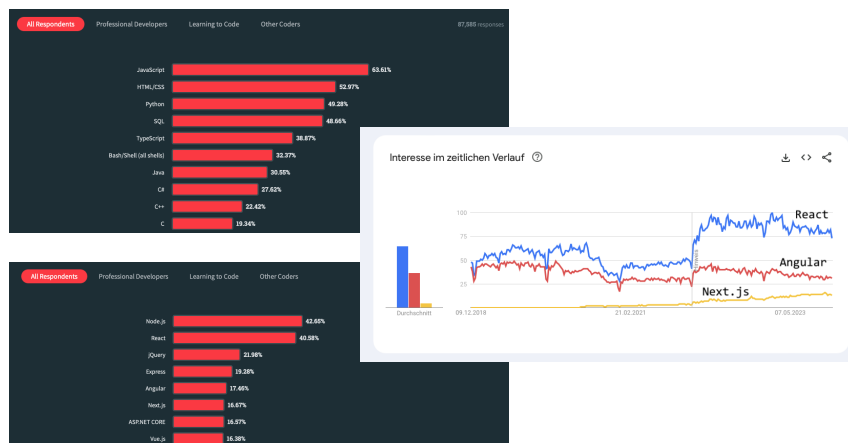 All Respondents Professional Developers Learning to Code Other Coders 87,585 responses
JavaScript 63.61%
HTML/CSS 52.97%
Python 49.28%
SQL 48.66%
TypeScript 38.87%
Bash/Shell (all shells) 32.37%
Java 30.55%
C# 27.62%
C++ 22.42%
C 19.34%
Interesse im zeitlichen Verlauf
100
75
50
25
React
Angular
Next.js
Durchschnitt 09.12.2018 21.02.2021 07.05.2023
All Respondents Professional Developers Learning to Code Other Coders
Node.js 42.65%
React 40.58%
jQuery 21.98%
Express 19.28%
Angular 17.46%
Next.js 16.67%
ASP.NET CORE 16.57%
Vue.js 16.38%